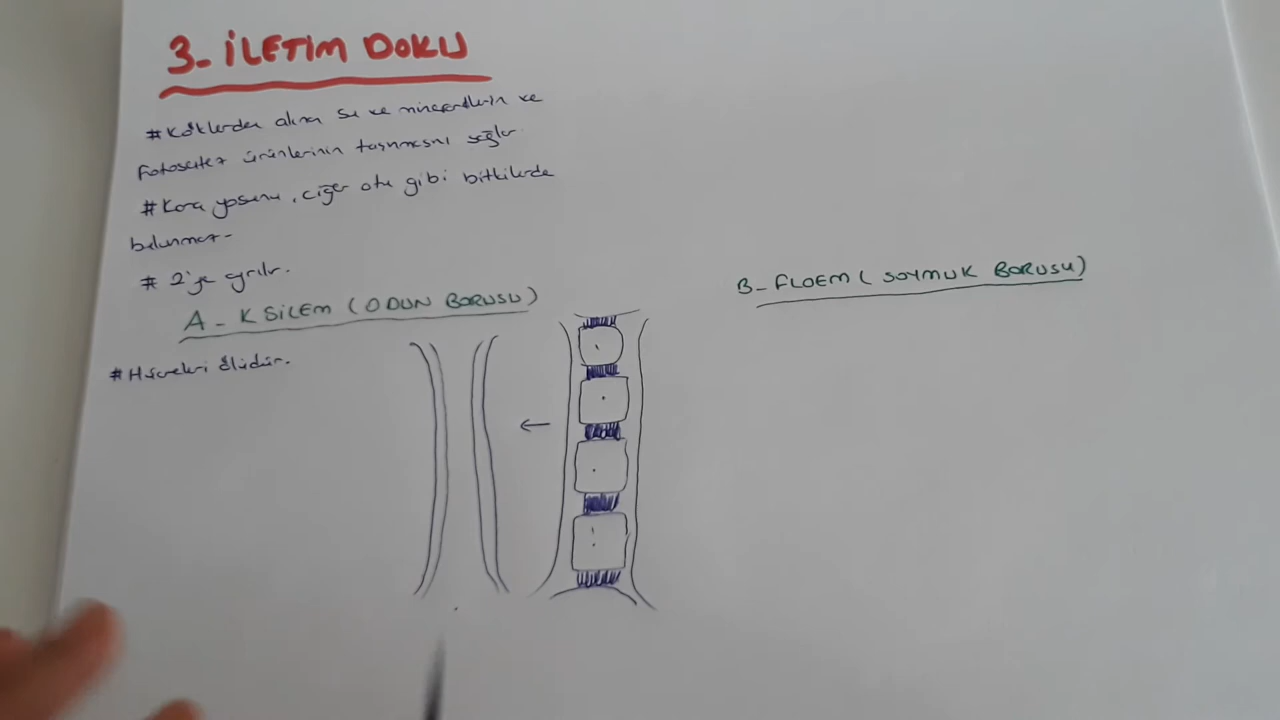 3- İLETİM DOKU
# Köklerden alınan su ve minerallerin ve
fotosentez ürünlerinin taşınmasını sağlar.
# Kara yosunu, ciğer otu gibi bitkilerde
bulunmaz-
# 2'ye ayrılır.
A - KSİLEM (ODUN BORUSU)
# Hücreleri ölüdür.
B- FLOEM (SOYMUK BORUSU)